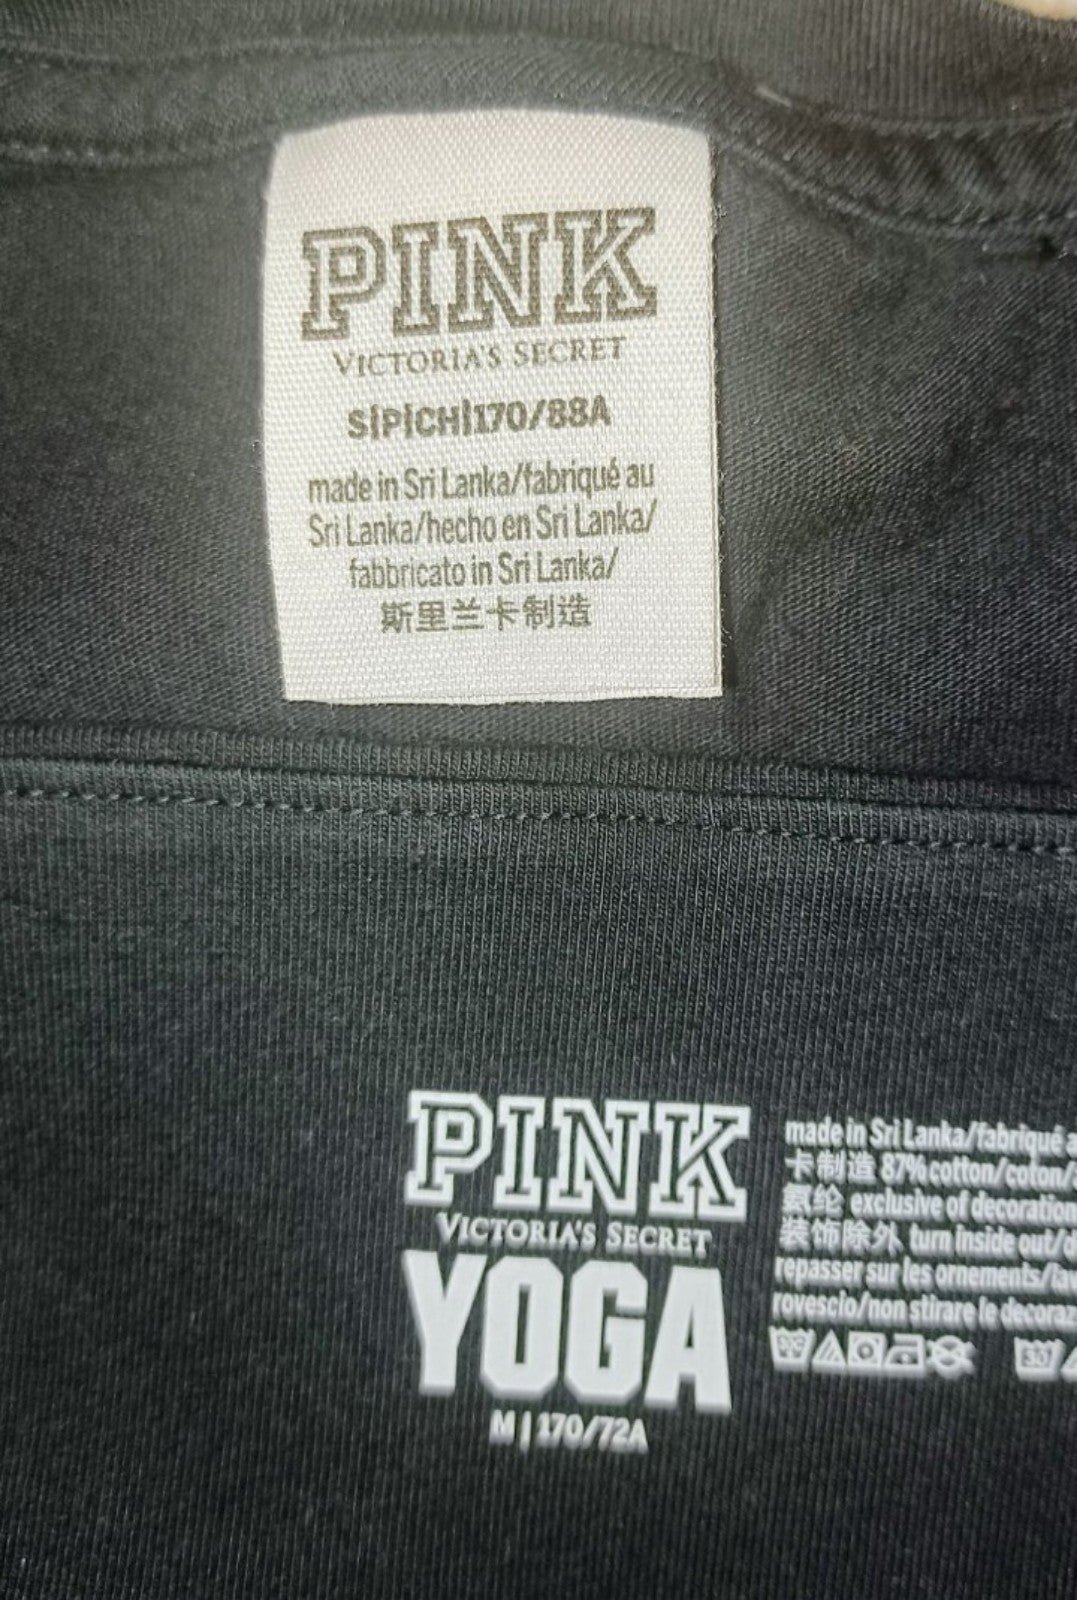 PINK
VICTORIA'S SECRET
S|P|CH|170/88A
made in Sri Lanka/fabriqué au
Sri Lanka/hecho en Sri Lanka/
fabbricato in Sri Lanka/
斯里兰卡制造
PINK
VICTORIA'S SECRET
YOGA
M | 170/72A
made in Sri Lanka/fabriqué
卡制造 87% cotton/coton/
氨纶 exclusive of decoration
装饰除外 turn inside out/
repasser sur les ornements/
rovescio/non stirare le
30